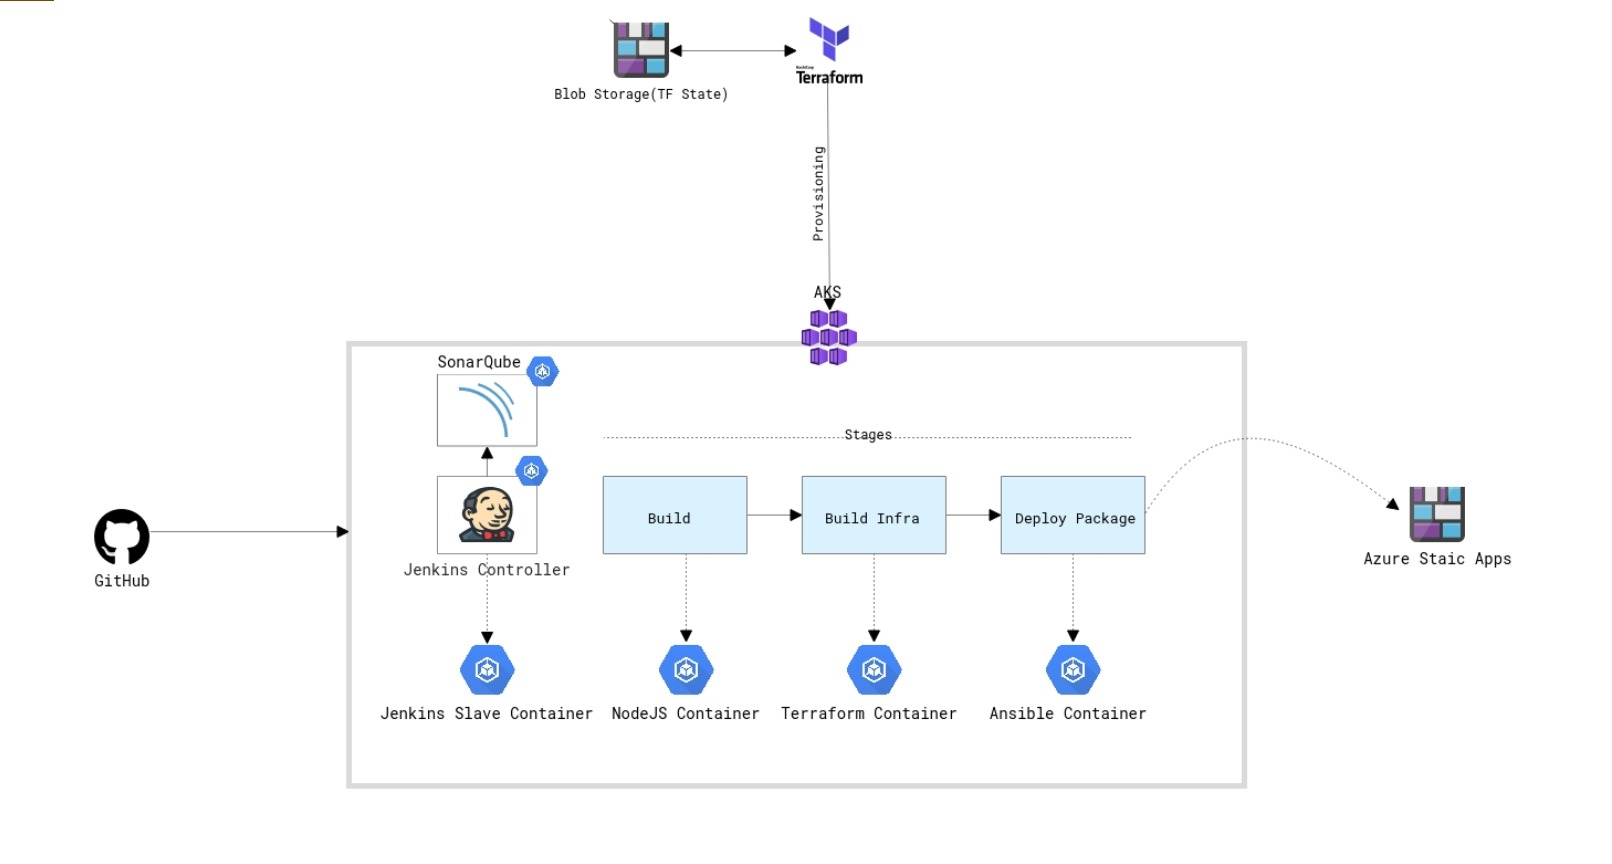 Terraform
Blob Storage(TF State)
Provisioning
AKS
SonarQube
Stages
Build
Build Infra
Deploy Package
Jenkins Controller
GitHub
Azure Staic Apps
Jenkins Slave Container
NodeJS Container
Terraform Container
Ansible Container